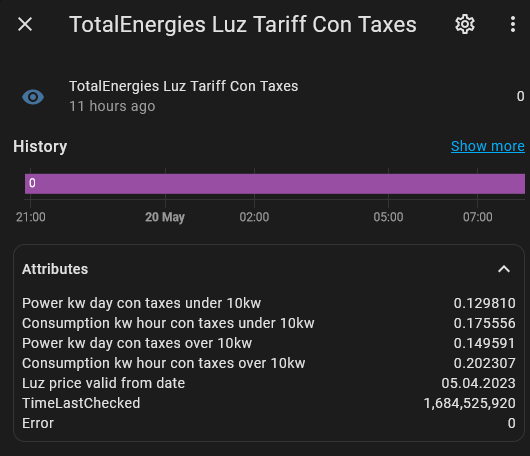 TotalEnergies Luz Tariff Con Taxes
TotalEnergies Luz Tariff Con Taxes
11 hours ago
0
History
Show more
0
21:00 20 May 02:00 05:00 07:00
Attributes
Power kw day con taxes under 10kw 0.129810
Consumption kw hour con taxes under 10kw 0.175556
Power kw day con taxes over 10kw 0.149591
Consumption kw hour con taxes over 10kw 0.202307
Luz price valid from date 05.04.2023
TimeLastChecked 1,684,525,920
Error 0